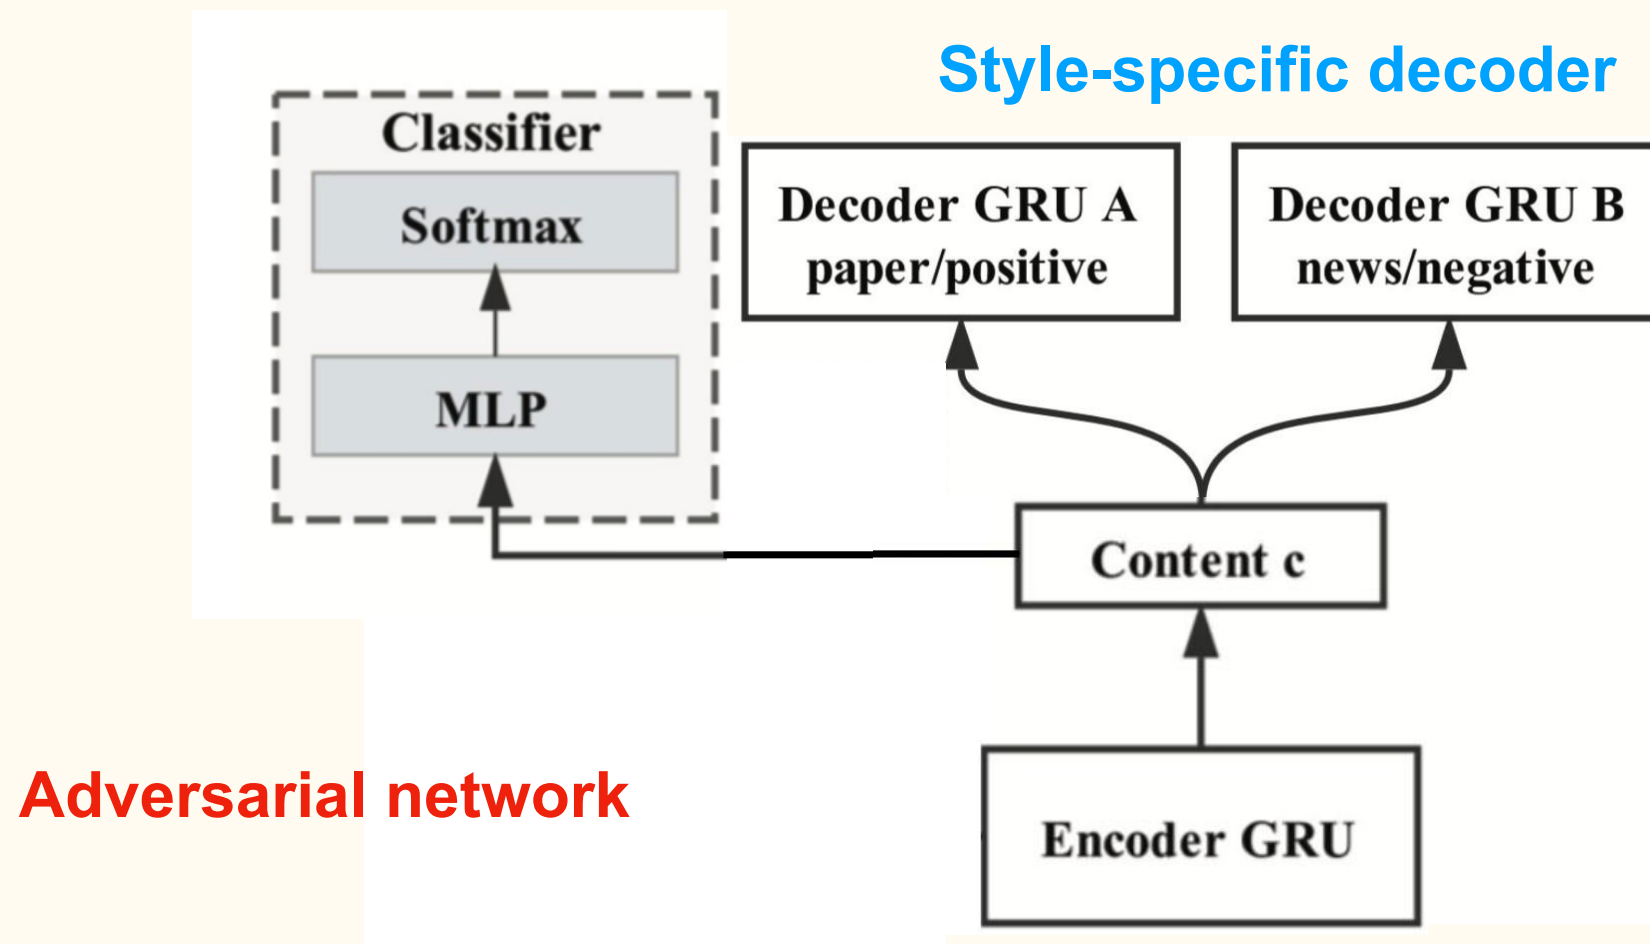 Style-specific decoder
Classifier
Softmax
MLP
Decoder GRU A
paper/positive
Decoder GRU B
news/negative
Content c
Adversarial network
Encoder GRU